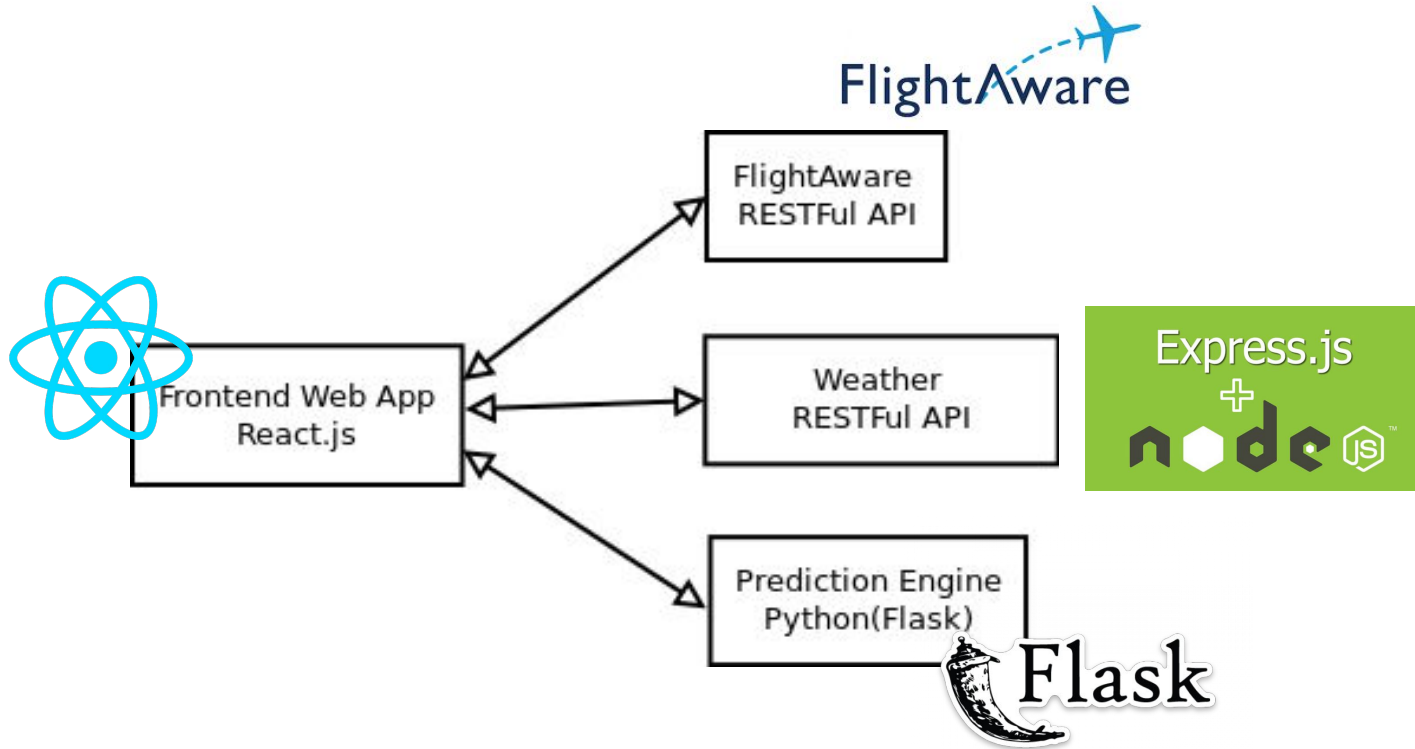 FlightAware
FlightAware
RESTFul API
Frontend Web App
React.js
Weather
RESTFul API
Express.js
+
node JS™
Prediction Engine
Python(Flask)
Flask